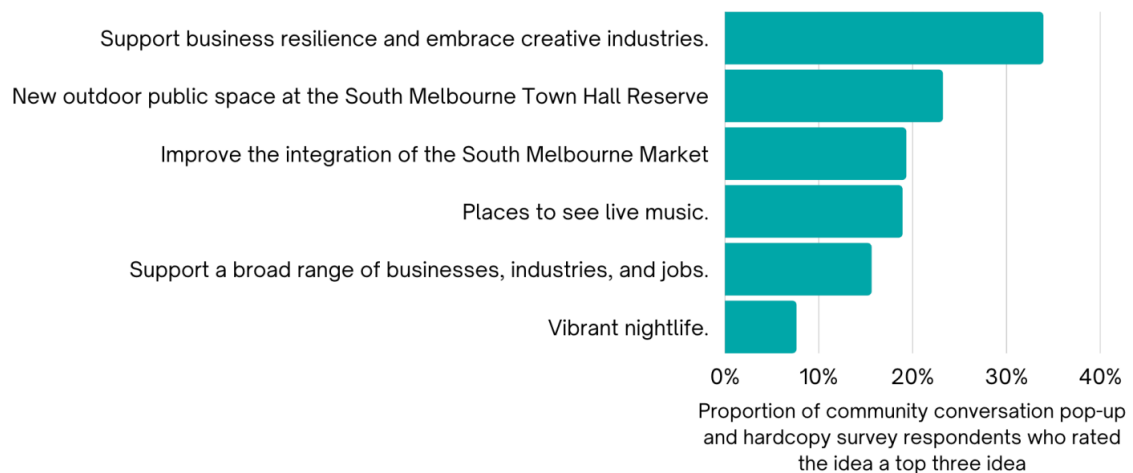 Support business resilience and embrace creative industries.
New outdoor public space at the South Melbourne Town Hall Reserve
Improve the integration of the South Melbourne Market
Places to see live music.
Support a broad range of businesses, industries, and jobs.
Vibrant nightlife.
0% 10% 20% 30% 40%
Proportion of community conversation pop-up
and hardcopy survey respondents who rated
the idea a top three idea